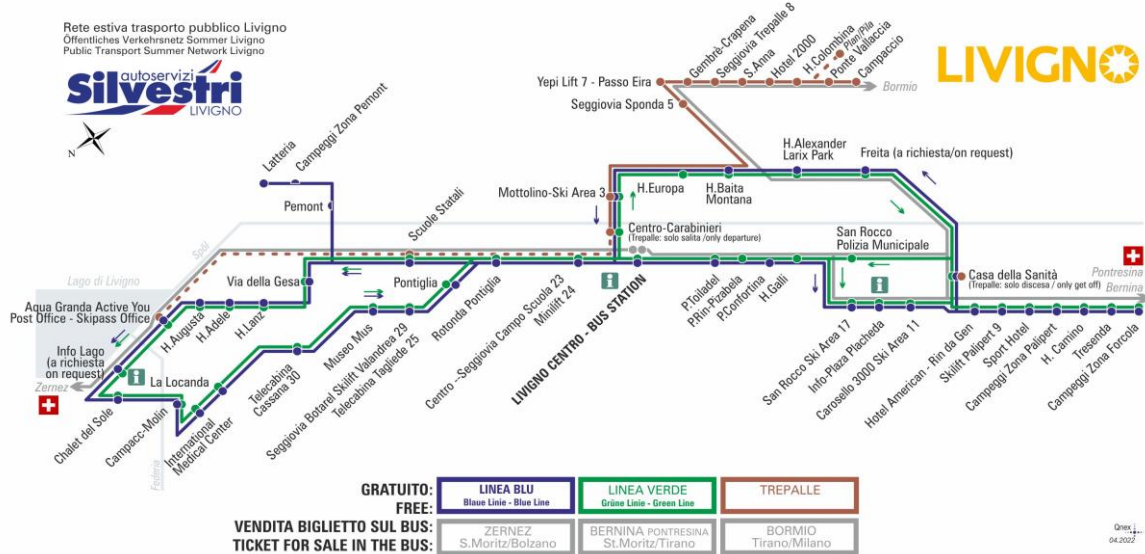 Rete estiva trasporto pubblico Livigno
Öffentliches Verkehrsnetz Sommer Livigno
Public Transport Summer Network Livigno
autoservizi
Silvestri
LIVIGNO
N
LIVIGNO
Gembrè-Crapena
Seggiovia Trepalle 8
S.Anna
Hotel 2000
H.Colombina
Plan/Pila
Ponte Vallaccia
Campaccio
Yepi Lift 7 - Passo Eira
Bormio
Seggiovia Sponda 5
Latteria
Campeggi Zona Pemont
H.Alexander
Larix Park
Freita (a richiesta/on request)
Pemont
Mottolino-Ski Area 3
H.Europa
H.Baita
Montana
Scuole Statali
Centro-Carabinieri
(Trepalle: solo salita /only departure)
San Rocco
Polizia Municipale
Spöl
Lago di Livigno
Via della Gesa
Pontiglia
Casa della Sanità
(Trepalle: solo discesa / only get off)
Pontresina
Bernina
Aqua Granda Active You
Post Office - Skipass Office
Info Lago
(a richiesta
on request)
Zernez
H.Augusta
H.Adele
H.Lanz
La Locanda
i
i
i
Chalet del Sole
Campacc-Molin
International
Medical Center
Telecabina
Cassana 30
Museo Mus
Seggiovia Botarel Skilift Valandrea 29
Telecabina Tagliede 25
Rotonda Pontiglia
Centro --Seggiovia Campo Scuola 23
Minilift 24
LIVIGNO CENTRO - BUS STATION
P.Toiladel
P.Rin-Pizabela
P.Confortina
H.Galli
San Rocco Ski Area 17
Info-Plaza Placheda
Carosello 3000 Ski Area 11
Hotel American - Rin da Gen
Skilift Palipert 9
Sport Hotel
Campeggi Zona Palipert
H. Camino
Tresenda
Campeggi Zona Forcola
Federia
GRATUITO:
FREE:
LINEA BLU
Blaue Linie - Blue Line
LINEA VERDE
Grüne Linie - Green Line
TREPALLE
VENDITA BIGLIETTO SUL BUS:
TICKET FOR SALE IN THE BUS:
ZERNEZ
S.Moritz/Bolzano
BERNINA PONTRESINA
St.Moritz/Tirano
BORMIO
Tirano/Milano
Qnex
04.2022